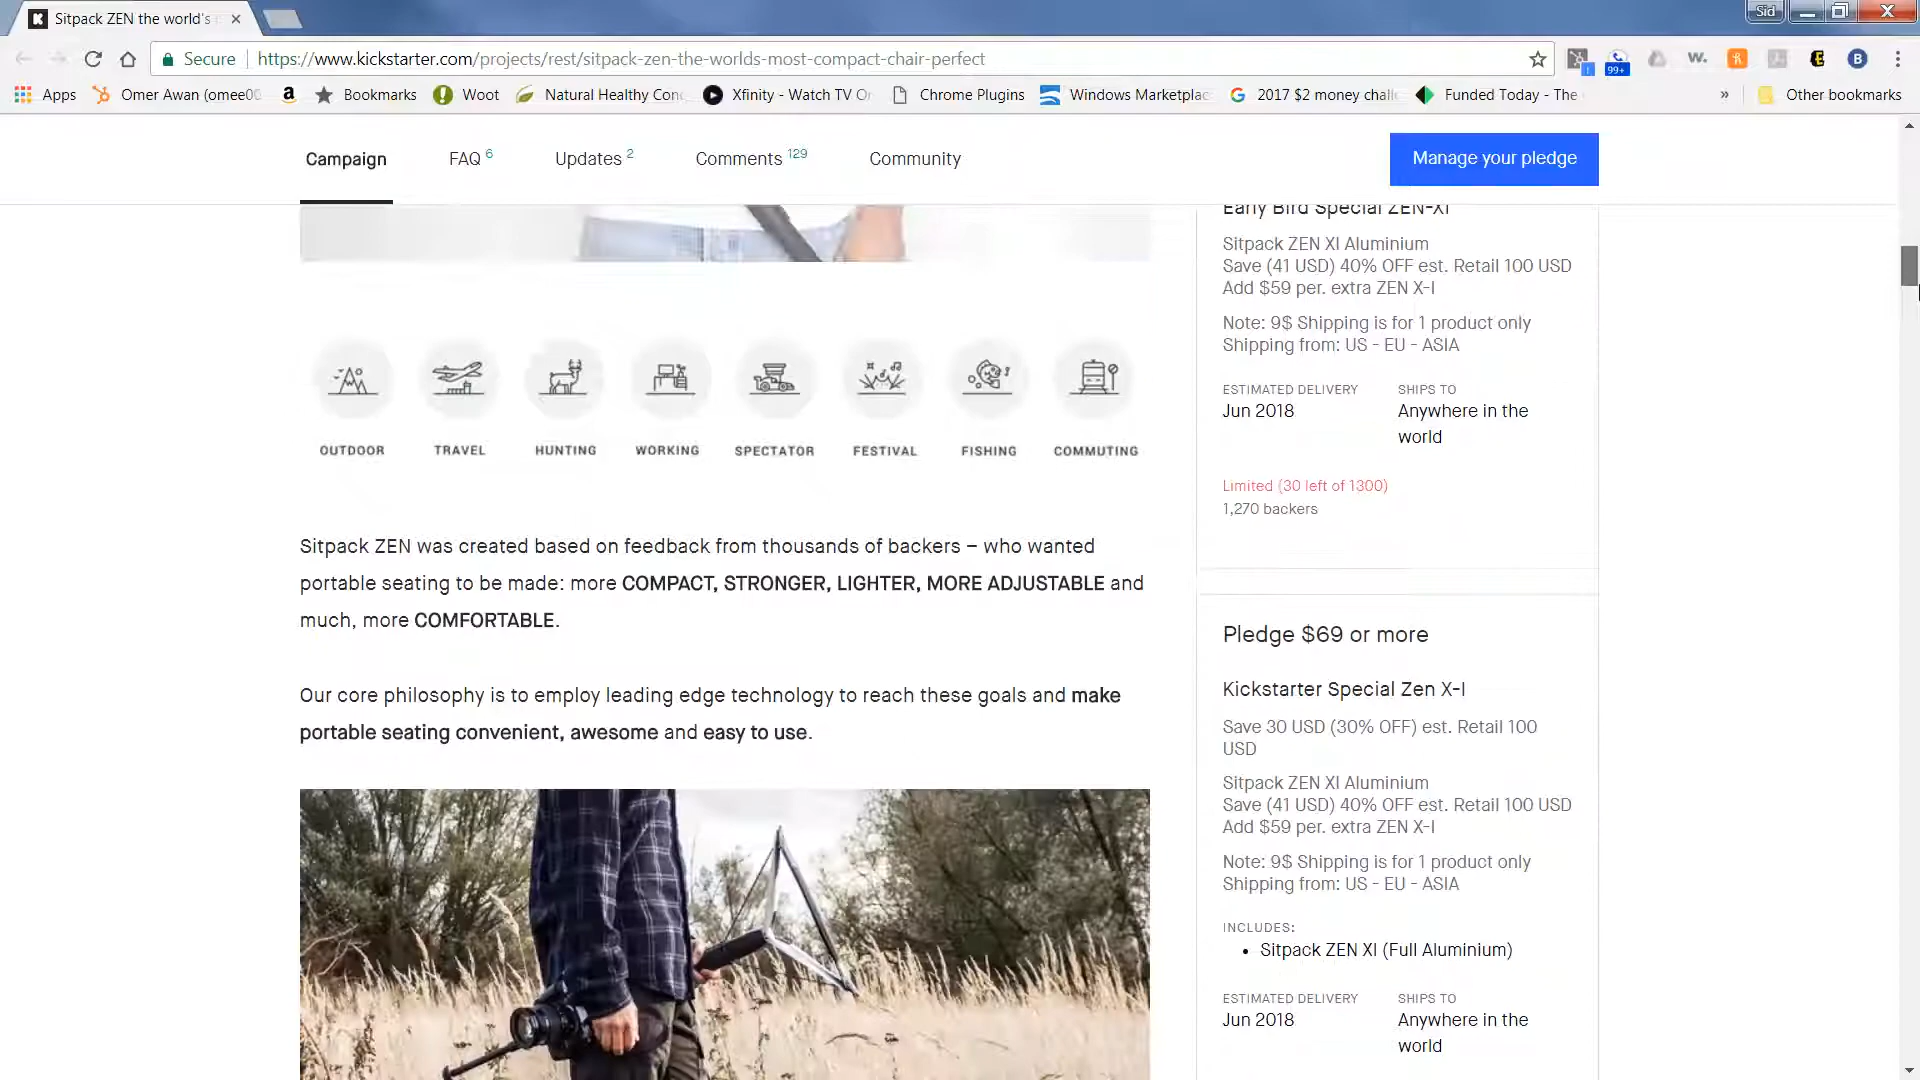 Sitpack ZEN the world's
Sid
Secure
https://www.kickstarter.com/projects/rest/sitpack-zen-the-worlds-most-compact-chair-perfect
W.
99+
B
Apps
Omer Awan (omee00
Bookmarks
Woot
Natural Healthy Con
Xfinity - Watch TV O
Chrome Plugins
Windows Marketplac
2017 $2 money chall
Funded Today - The
»
Other bookmarks
Campaign
FAQ 6
Updates 2
Comments 129
Community
Manage your pledge
OUTDOOR
TRAVEL
HUNTING
WORKING
SPECTATOR
FESTIVAL
FISHING
COMMUTING
Sitpack ZEN was created based on feedback from thousands of backers – who wanted
portable seating to be made: more COMPACT, STRONGER, LIGHTER, MORE ADJUSTABLE and
much, more COMFORTABLE.
Our core philosophy is to employ leading edge technology to reach these goals and make
portable seating convenient, awesome and easy to use.
Early Bird Special ZEN-XI
Sitpack ZEN XI Aluminium
Save (41 USD) 40% OFF est. Retail 100 USD
Add $59 per. extra ZEN X-I
Note: 9$ Shipping is for 1 product only
Shipping from: US - EU - ASIA
ESTIMATED DELIVERY
Jun 2018
SHIPS TO
Anywhere in the
world
Limited (30 left of 1300)
1,270 backers
Pledge $69 or more
Kickstarter Special Zen X-I
Save 30 USD (30% OFF) est. Retail 100
USD
Sitpack ZEN XI Aluminium
Save (41 USD) 40% OFF est. Retail 100 USD
Add $59 per. extra ZEN X-I
Note: 9$ Shipping is for 1 product only
Shipping from: US - EU - ASIA
INCLUDES:
• Sitpack ZEN XI (Full Aluminium)
ESTIMATED DELIVERY
Jun 2018
SHIPS TO
Anywhere in the
world